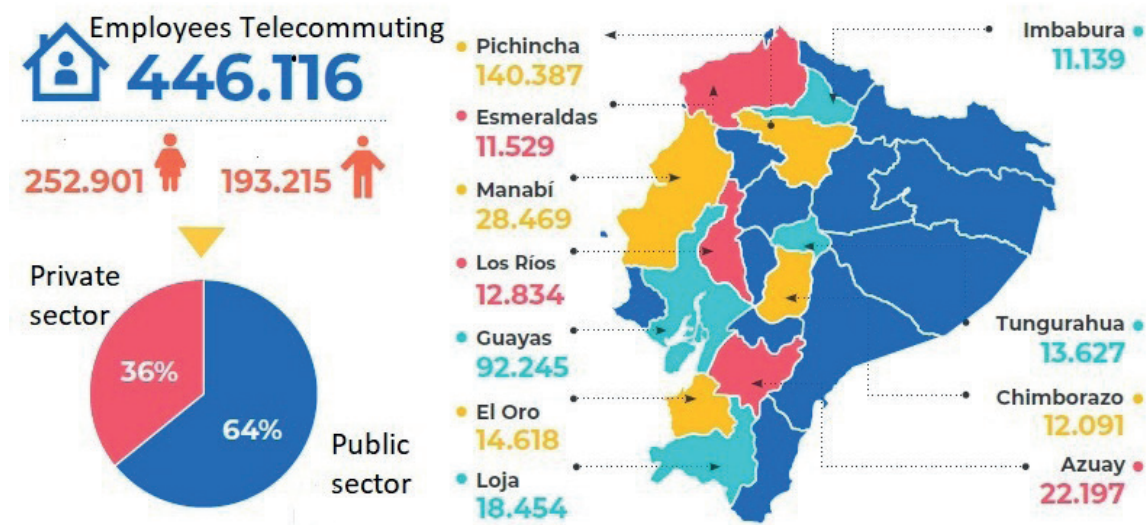 Employees Telecommuting
446.116
252.901
193.215
Private
sector
36%
64%
Public
sector
Pichincha
140.387
Esmeraldas
11.529
Manabí
28.469
Los Ríos
12.834
Guayas
92.245
El Oro
14.618
Loja
18.454
Imbabura
11.139
Tungurahua
13.627
Chimborazo
12.091
Azuay
22.197